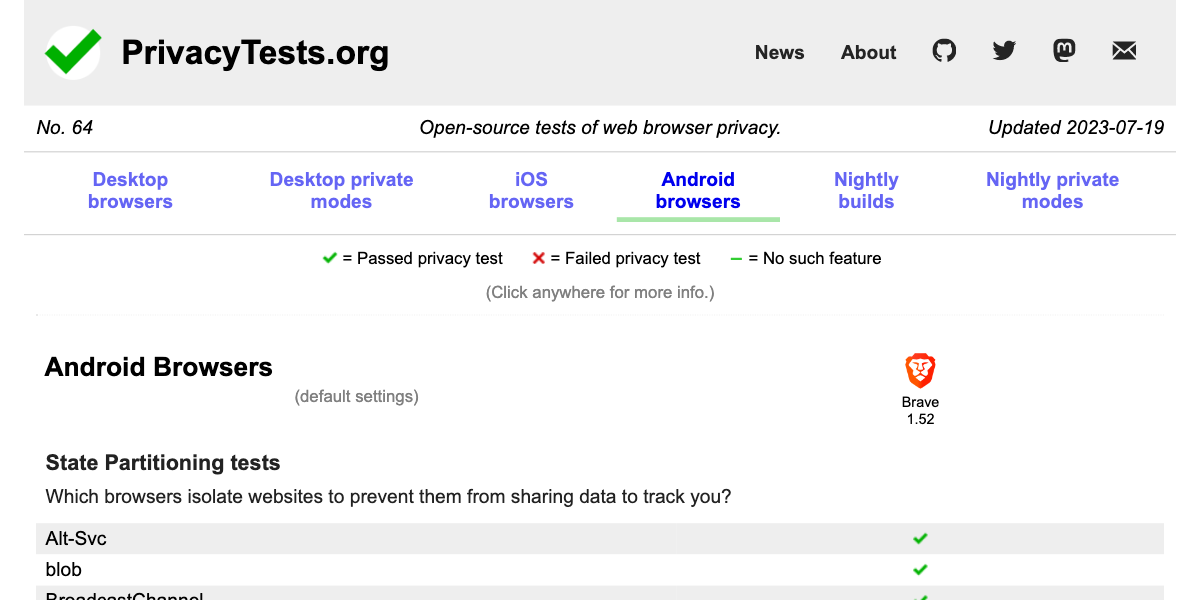 PrivacyTests.org
News About
No. 64 Open-source tests of web browser privacy. Updated 2023-07-19
Desktop browsers Desktop private modes iOS browsers Android browsers Nightly builds Nightly private modes
= Passed privacy test = Failed privacy test = No such feature
(Click anywhere for more info.)
Android Browsers
(default settings)
Brave
1.52
State Partitioning tests
Which browsers isolate websites to prevent them from sharing data to track you?
Alt-Svc
blob
BroadcastChannel